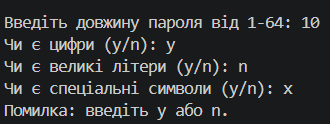 Введіть довжину пароля від 1-64: 10
Чи є цифри (y/n): y
Чи є великі літери (y/n): n
Чи є спеціальні символи (y/n): x
Помилка: введіть y або n.